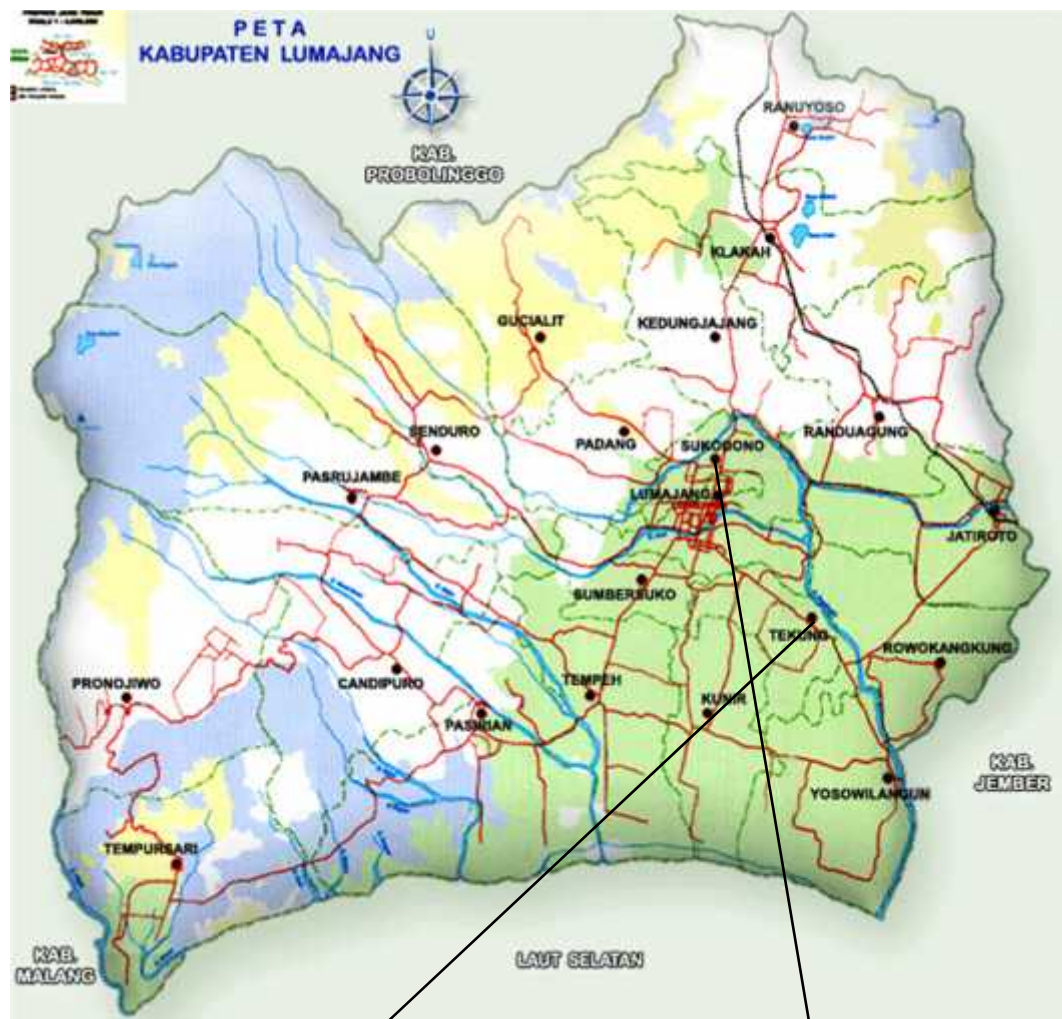 PETA
KABUPATEN LUMAJANG
U
KAB.
PROBOLINGGO
RANUYOSO
KLAKAH
GUCIALIT
KEDUNGJAJANG
SENDURO
PADANG
SUKODONO
RANDUAGUNG
PASRUJAMBE
LUMAJANG
JATIROTO
SUMBERSUKO
TEKUNG
ROWOKANGKUNG
PRONOJIWO
CANDIPURO
TEMPEH
KUNIR
PASIRIAN
KAB.
JEMBER
YOSOWILANGUN
TEMPURSARI
KAB.
MALANG
LAUT SELATAN